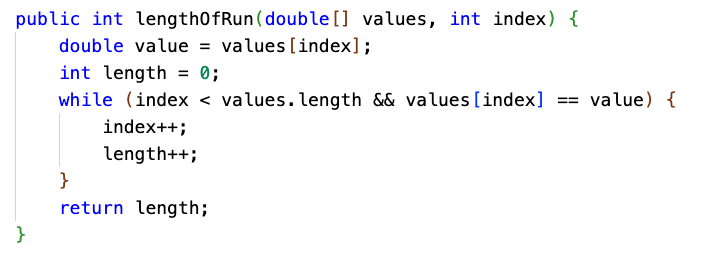 public int lengthOfRun(double[] values, int index) {
    double value = values[index];
    int length = 0;
    while (index < values.length && values[index] == value) {
        index++;
        length++;
    }
    return length;
}